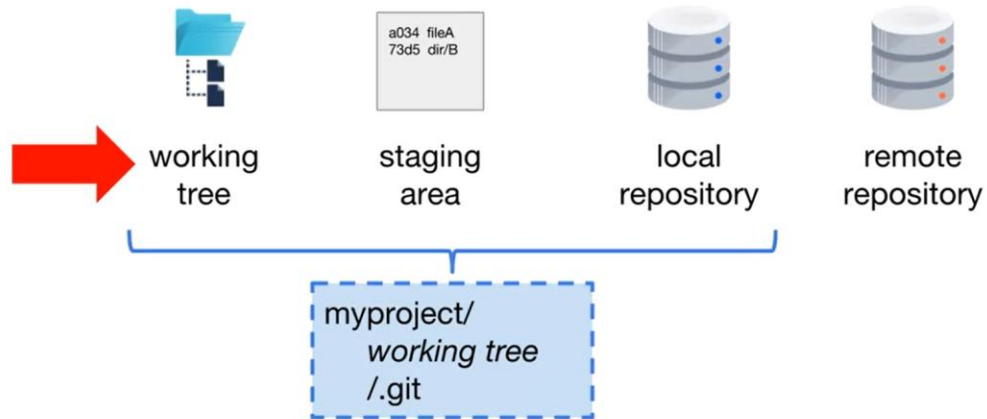 a034 fileA
73d5 dir/B
working
tree
staging
area
local
repository
remote
repository
myproject/
working tree
/.git